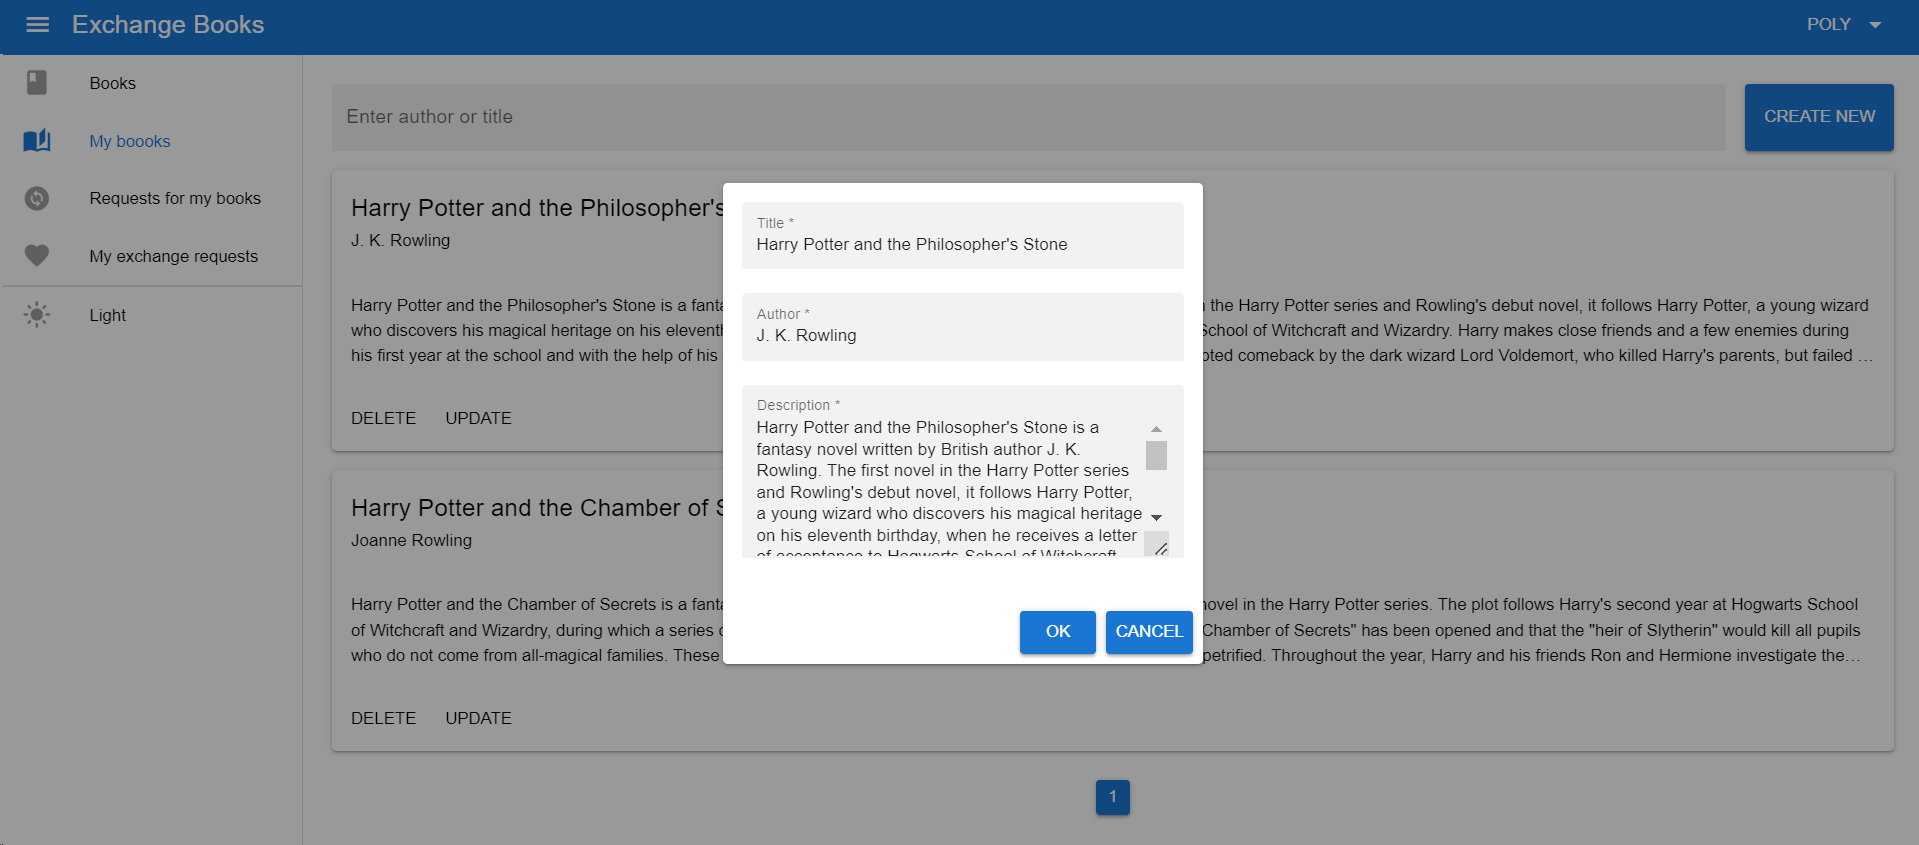 Exchange Books
POLY
Books
My boooks
Requests for my books
My exchange requests
Light
Enter author or title
CREATE NEW
Harry Potter and the Philosopher's
J. K. Rowling
Harry Potter and the Philosopher's Stone is a the Harry Potter series and Rowling's debut novel, it follows Harry Potter, a young wizard
who discovers his magical heritage on his School of Witchcraft and Wizardry. Harry makes close friends and a few enemies during
his first year at the school and with the help of his comeback by the dark wizard Lord Voldemort, who killed Harry's parents, but failed ...
DELETE UPDATE
Harry Potter and the Chamber of
Joanne Rowling
Harry Potter and the Chamber of Secrets is a novel in the Harry Potter series. The plot follows Harry's second year at Hogwarts School
of Witchcraft and Wizardry, during which a series Chamber of Secrets" has been opened and that the "heir of Slytherin" would kill all pupils
who do not come from all-magical families. These petrified. Throughout the year, Harry and his friends Ron and Hermione investigate the...
DELETE UPDATE
1
Title *
Harry Potter and the Philosopher's Stone
Author *
J. K. Rowling
Description *
Harry Potter and the Philosopher's Stone is a
fantasy novel written by British author J. K.
Rowling. The first novel in the Harry Potter series
and Rowling's debut novel, it follows Harry Potter,
a young wizard who discovers his magical heritage
on his eleventh birthday, when he receives a letter
of acceptance to Hogwarts School of Witchcraft
OK CANCEL